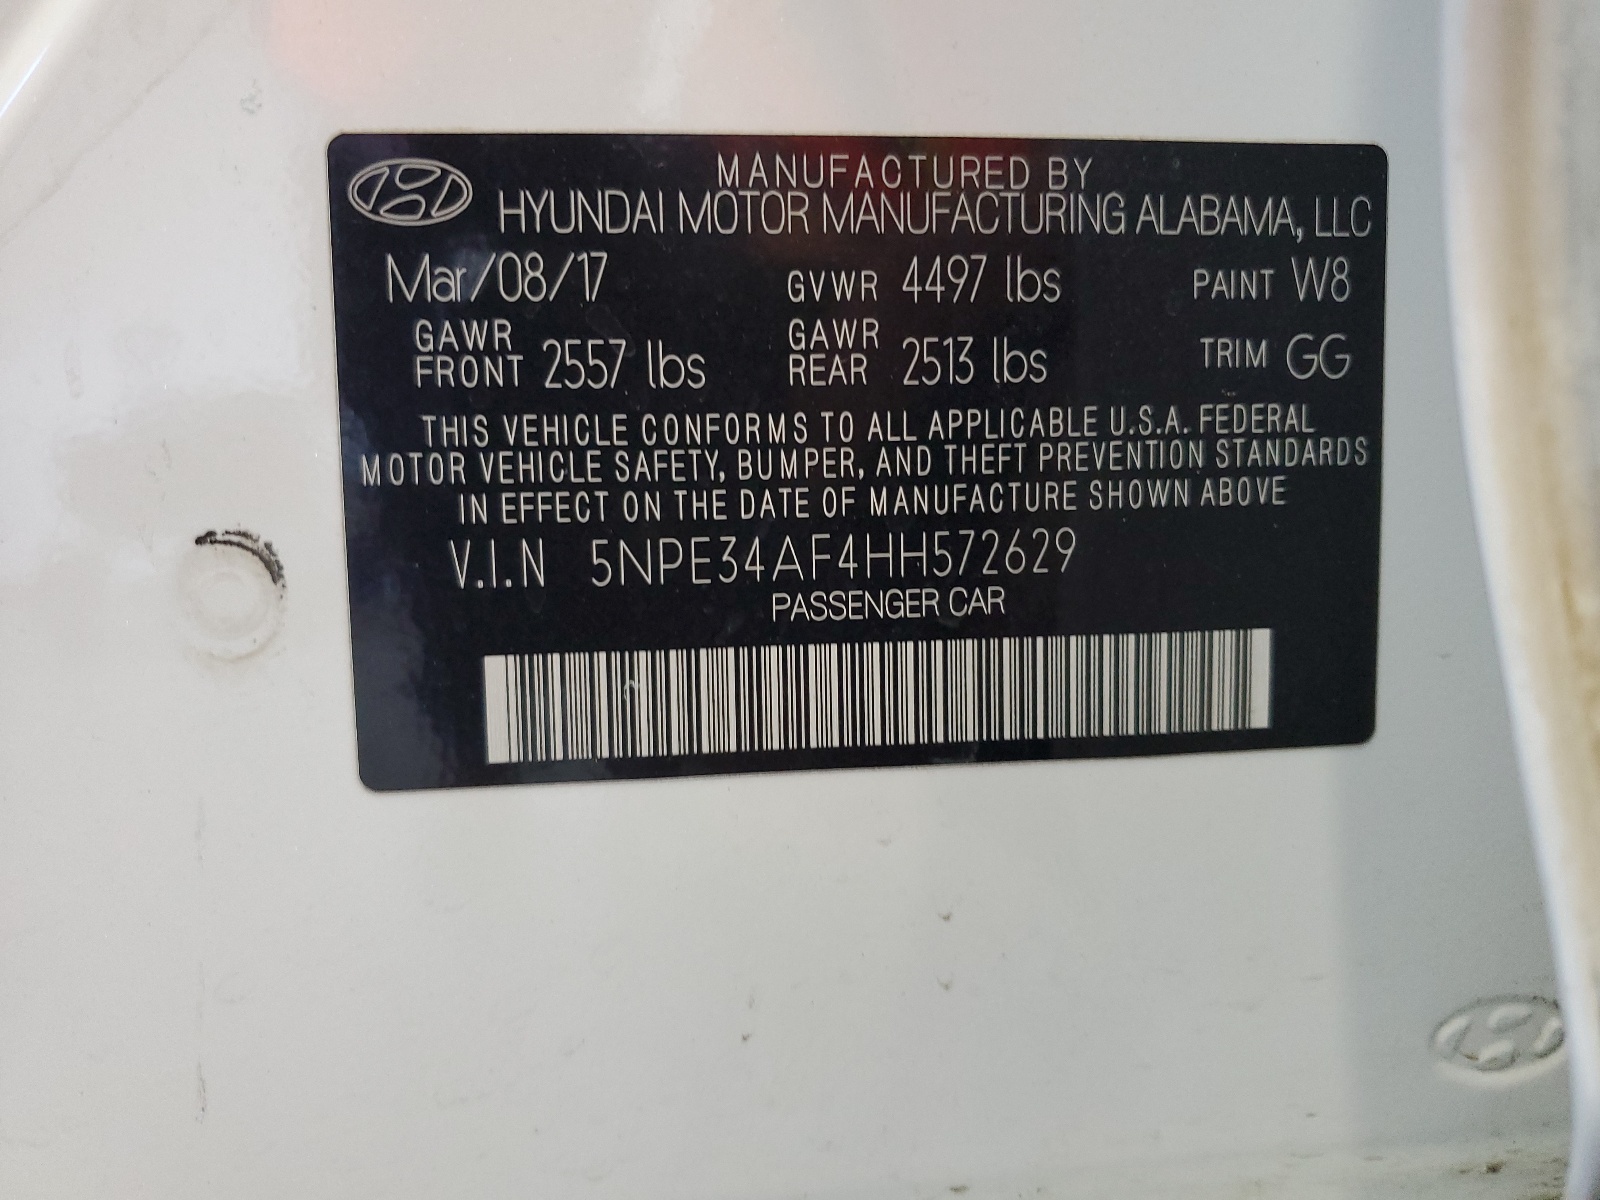 MANUFACTURED BY
HYUNDAI MOTOR MANUFACTURING ALABAMA, LLC
Mar/08/17 GVWR 4497 lbs PAINT W8
GAWR FRONT 2557 lbs GAWR REAR 2513 lbs TRIM GG
THIS VEHICLE CONFORMS TO ALL APPLICABLE U.S.A. FEDERAL
MOTOR VEHICLE SAFETY, BUMPER, AND THEFT PREVENTION STANDARDS
IN EFFECT ON THE DATE OF MANUFACTURE SHOWN ABOVE
V.I.N 5NPE34AF4HH572629
PASSENGER CAR